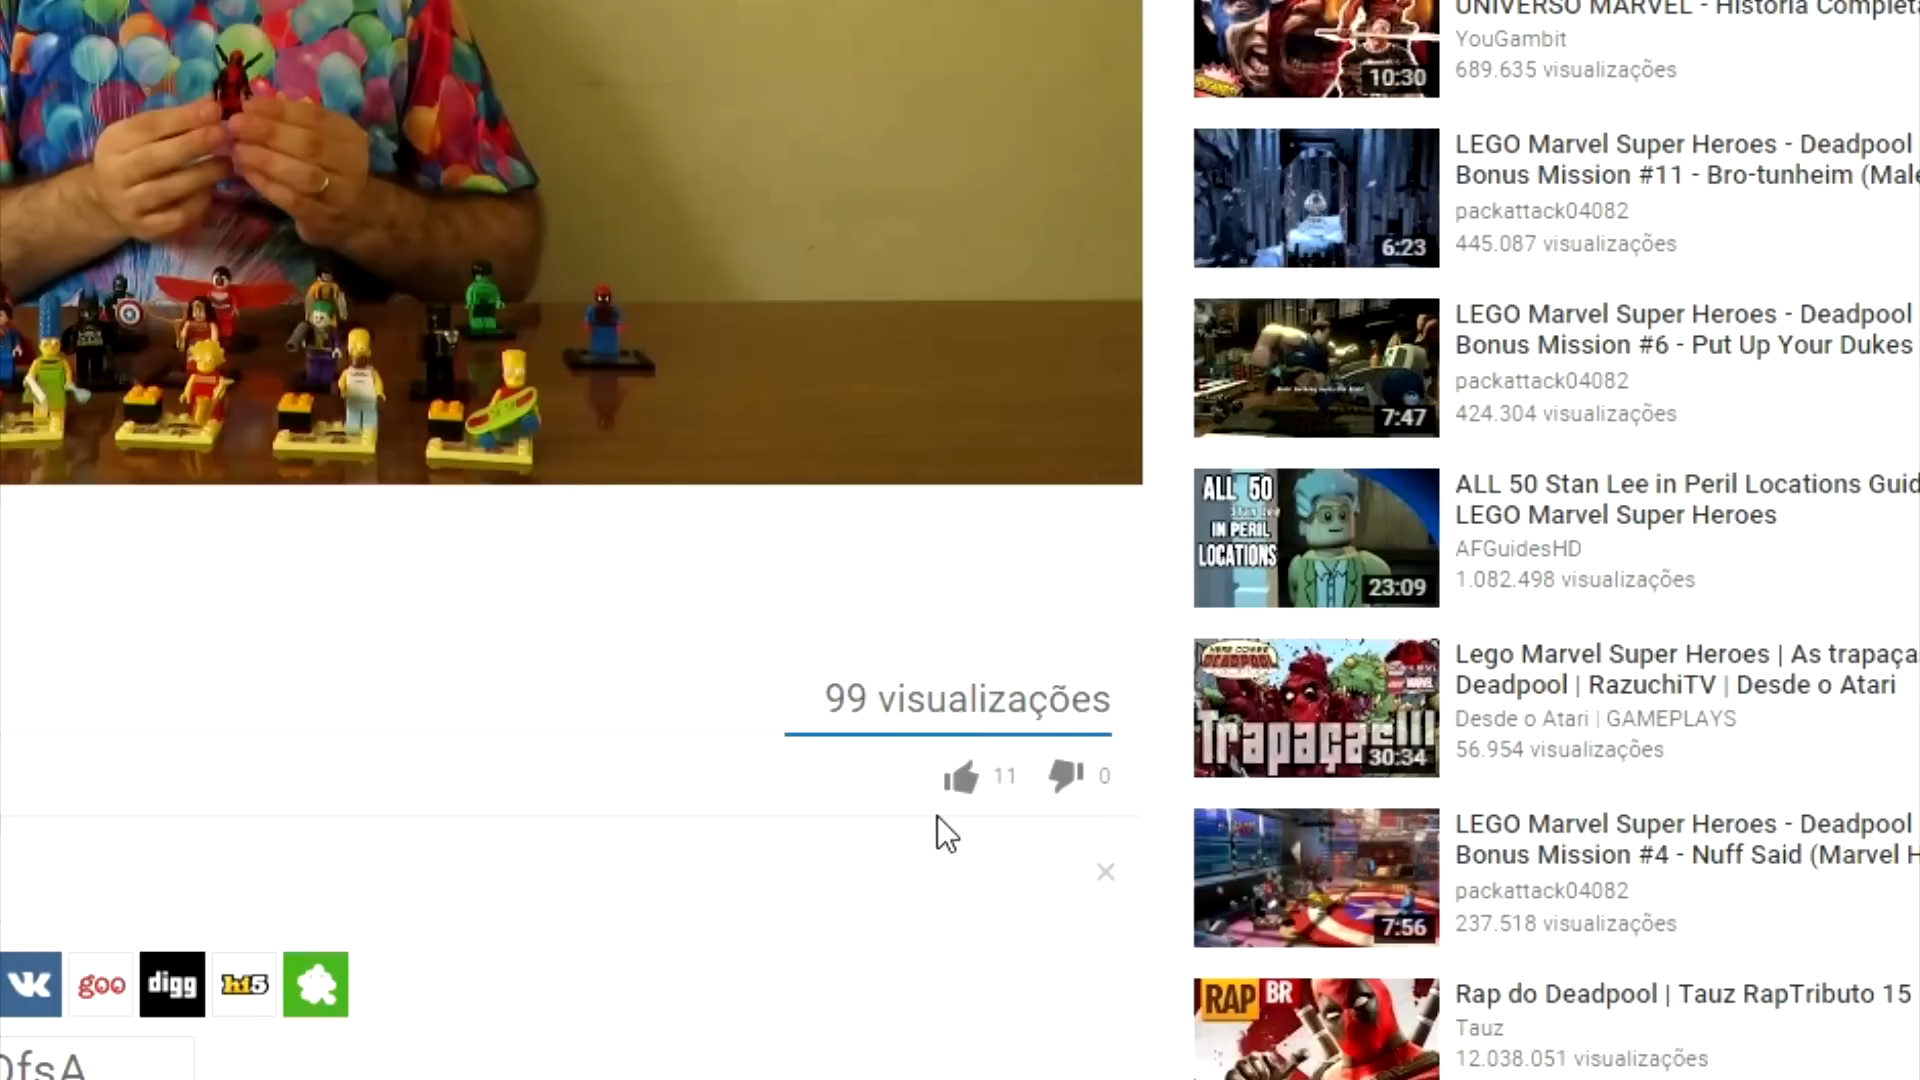 UNIVERSO MARVEL - História Completa
YouGambit
689.635 visualizações
10:30
LEGO Marvel Super Heroes - Deadpool
Bonus Mission #11 - Bro-tunheim (Male
packattack04082
445.087 visualizações
6:23
LEGO Marvel Super Heroes - Deadpool
Bonus Mission #6 - Put Up Your Dukes
packattack04082
424.304 visualizações
7:47
ALL 50
IN PERIL
LOCATIONS
23:09
ALL 50 Stan Lee in Peril Locations Guid
LEGO Marvel Super Heroes
AFGuidesHD
1.082.498 visualizações
99 visualizações
11
0
DEADPOOL
Trapaças!!!
30:34
Lego Marvel Super Heroes | As trapaça
Deadpool | RazuchiTV | Desde o Atari
Desde o Atari | GAMEPLAYS
56.954 visualizações
7:56
LEGO Marvel Super Heroes - Deadpool
Bonus Mission #4 - Nuff Said (Marvel H
packattack04082
237.518 visualizações
VK
goo
digg
hi5
RAP BR
Rap do Deadpool | Tauz RapTributo 15
Tauz
12.038.051 visualizações
OfsA